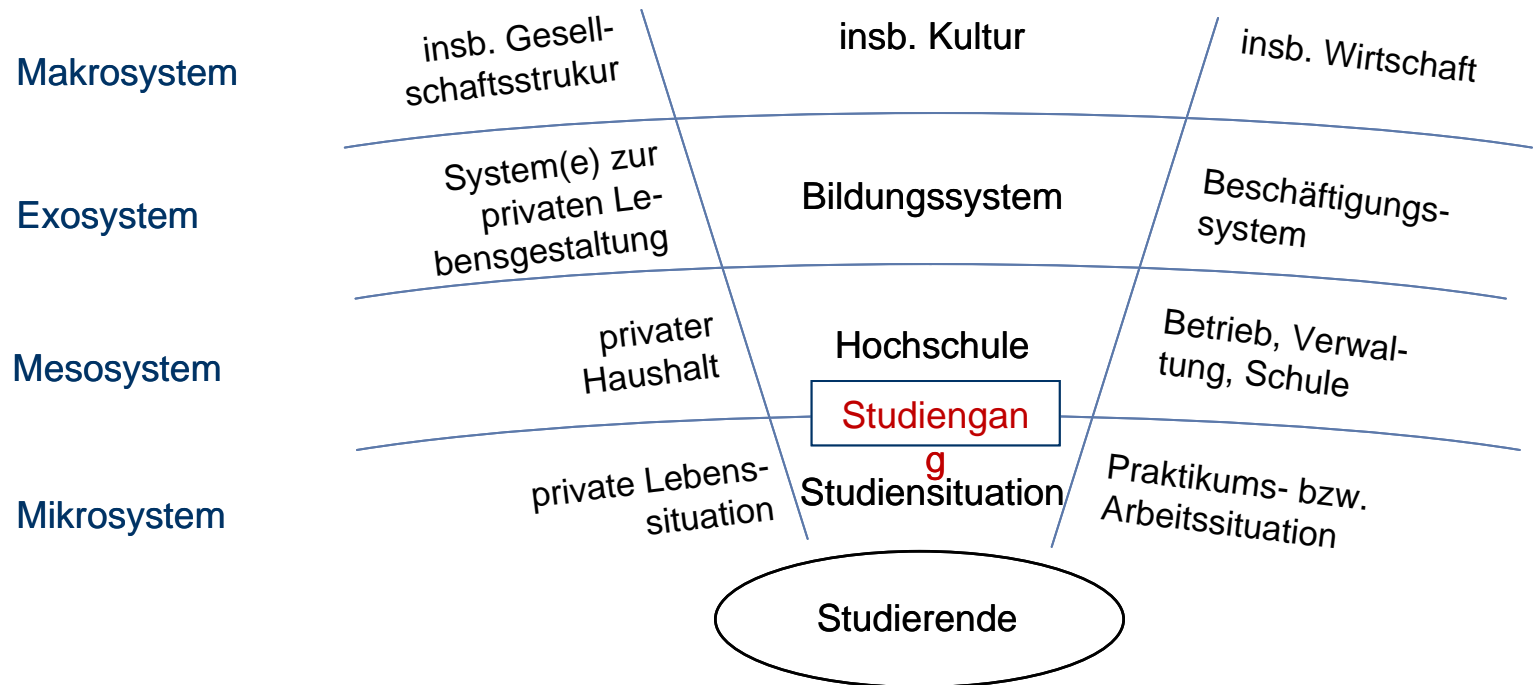 Makrosystem
insb. Gesell-
schaftsstrukur
insb. Kultur
insb. Wirtschaft
Exosystem
System(e) zur
privaten Le-
bensgestaltung
Bildungssystem
Beschäftigungs-
system
Mesosystem
privater
Haushalt
Hochschule
Betrieb, Verwal-
tung, Schule
Studiengan
g
Mikrosystem
private Lebens-
situation
Studiensituation
Praktikums- bzw.
Arbeitssituation
Studierende